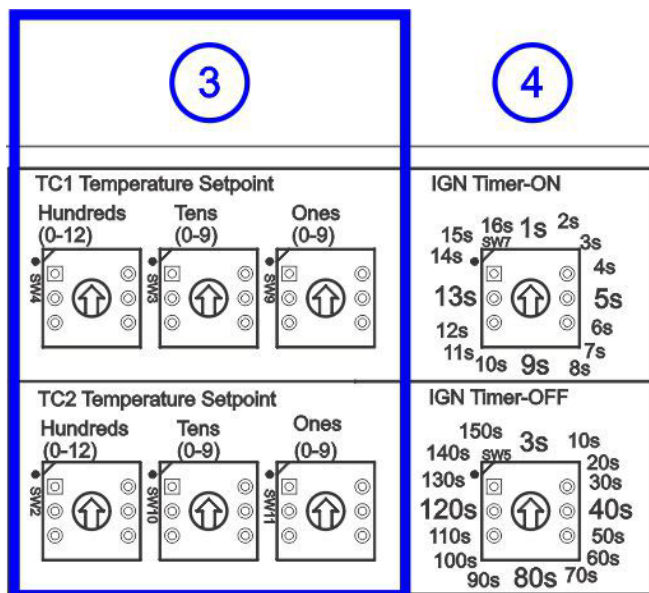 3
4
TC1 Temperature Setpoint
Hundreds Tens Ones
(0-12) (0-9) (0-9)
SW4 SW3 SW9
IGN Timer-ON
15s 16s 1s 2s
SW7 3s
14s 4s
13s 5s
12s 6s
11s 7s
10s 9s 8s
TC2 Temperature Setpoint
Hundreds Tens Ones
(0-12) (0-9) (0-9)
SW2 SW10 SW11
IGN Timer-OFF
150s 3s 10s
140s SW5 20s
130s 30s
120s 40s
110s 50s
100s 60s
90s 80s 70s